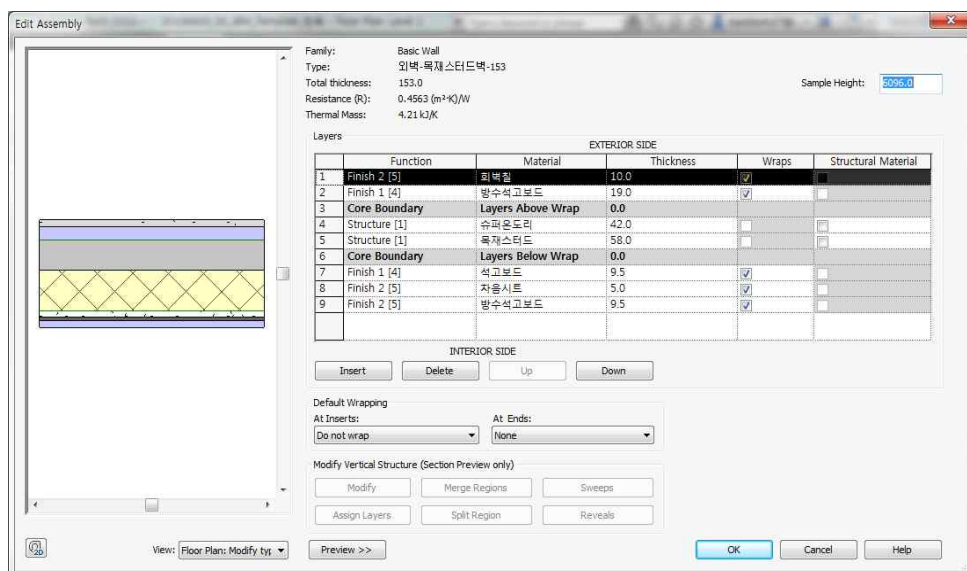 Edit Assembly
Family: Basic Wall
Type: 외벽-목재스터드벽-153
Total thickness: 153.0
Sample Height: 6096.0
Resistance (R): 0.4563 (m²·K)/W
Thermal Mass: 4.21 kJ/K
Layers
EXTERIOR SIDE
Function Material Thickness Wraps Structural Material
1 Finish 2 [5] 회벽칠 10.0
2 Finish 1 [4] 방수석고보드 19.0
3 Core Boundary Layers Above Wrap 0.0
4 Structure [1] 슈퍼온도리 42.0
5 Structure [1] 목재스터드 58.0
6 Core Boundary Layers Below Wrap 0.0
7 Finish 1 [4] 석고보드 9.5
8 Finish 2 [5] 차음시트 5.0
9 Finish 2 [5] 방수석고보드 9.5
INTERIOR SIDE
Insert Delete Up Down
Default Wrapping
At Inserts: At Ends:
Do not wrap None
Modify Vertical Structure (Section Preview only)
Modify Merge Regions Sweeps
Assign Layers Split Region Reveals
View: Floor Plan: Modify typ Preview >> OK Cancel Help